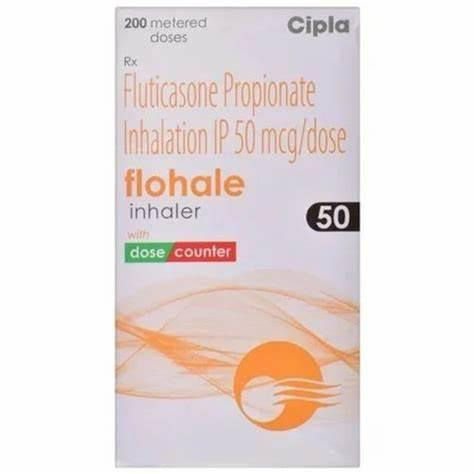 200 metered
doses
Cipla
Rx
Fluticasone Propionate
Inhalation IP 50 mcg/dose
flohale
inhaler
50
with
dose counter